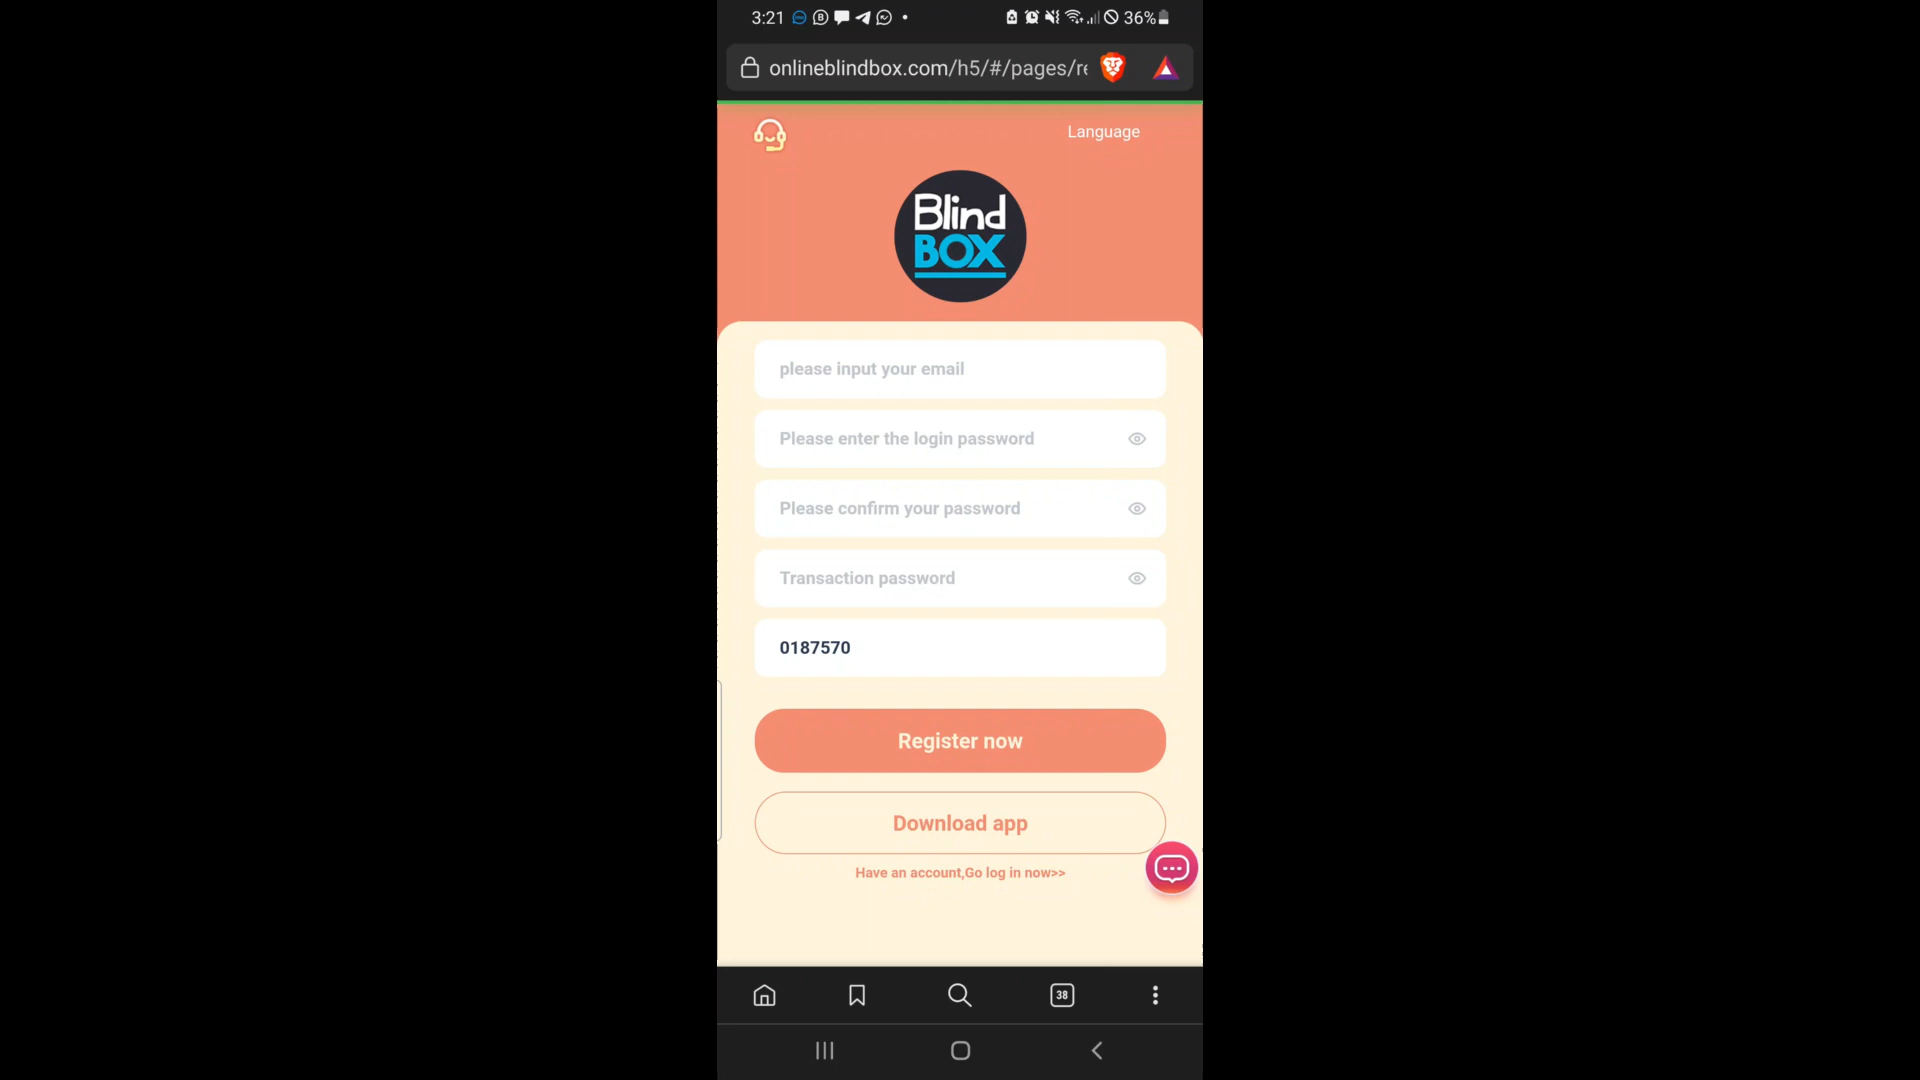 3:21
36%
onlineblindbox.com/h5/#/pages/re
Language
Blind
BOX
please input your email
Please enter the login password
Please confirm your password
Transaction password
0187570
Register now
Download app
Have an account,Go log in now>>
38